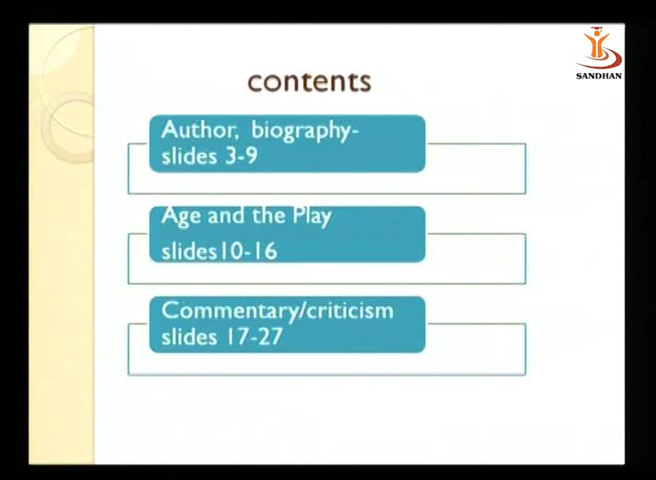 SANDHAN
contents
Author, biography-
slides 3-9
Age and the Play
slides10-16
Commentary/criticism
slides 17-27